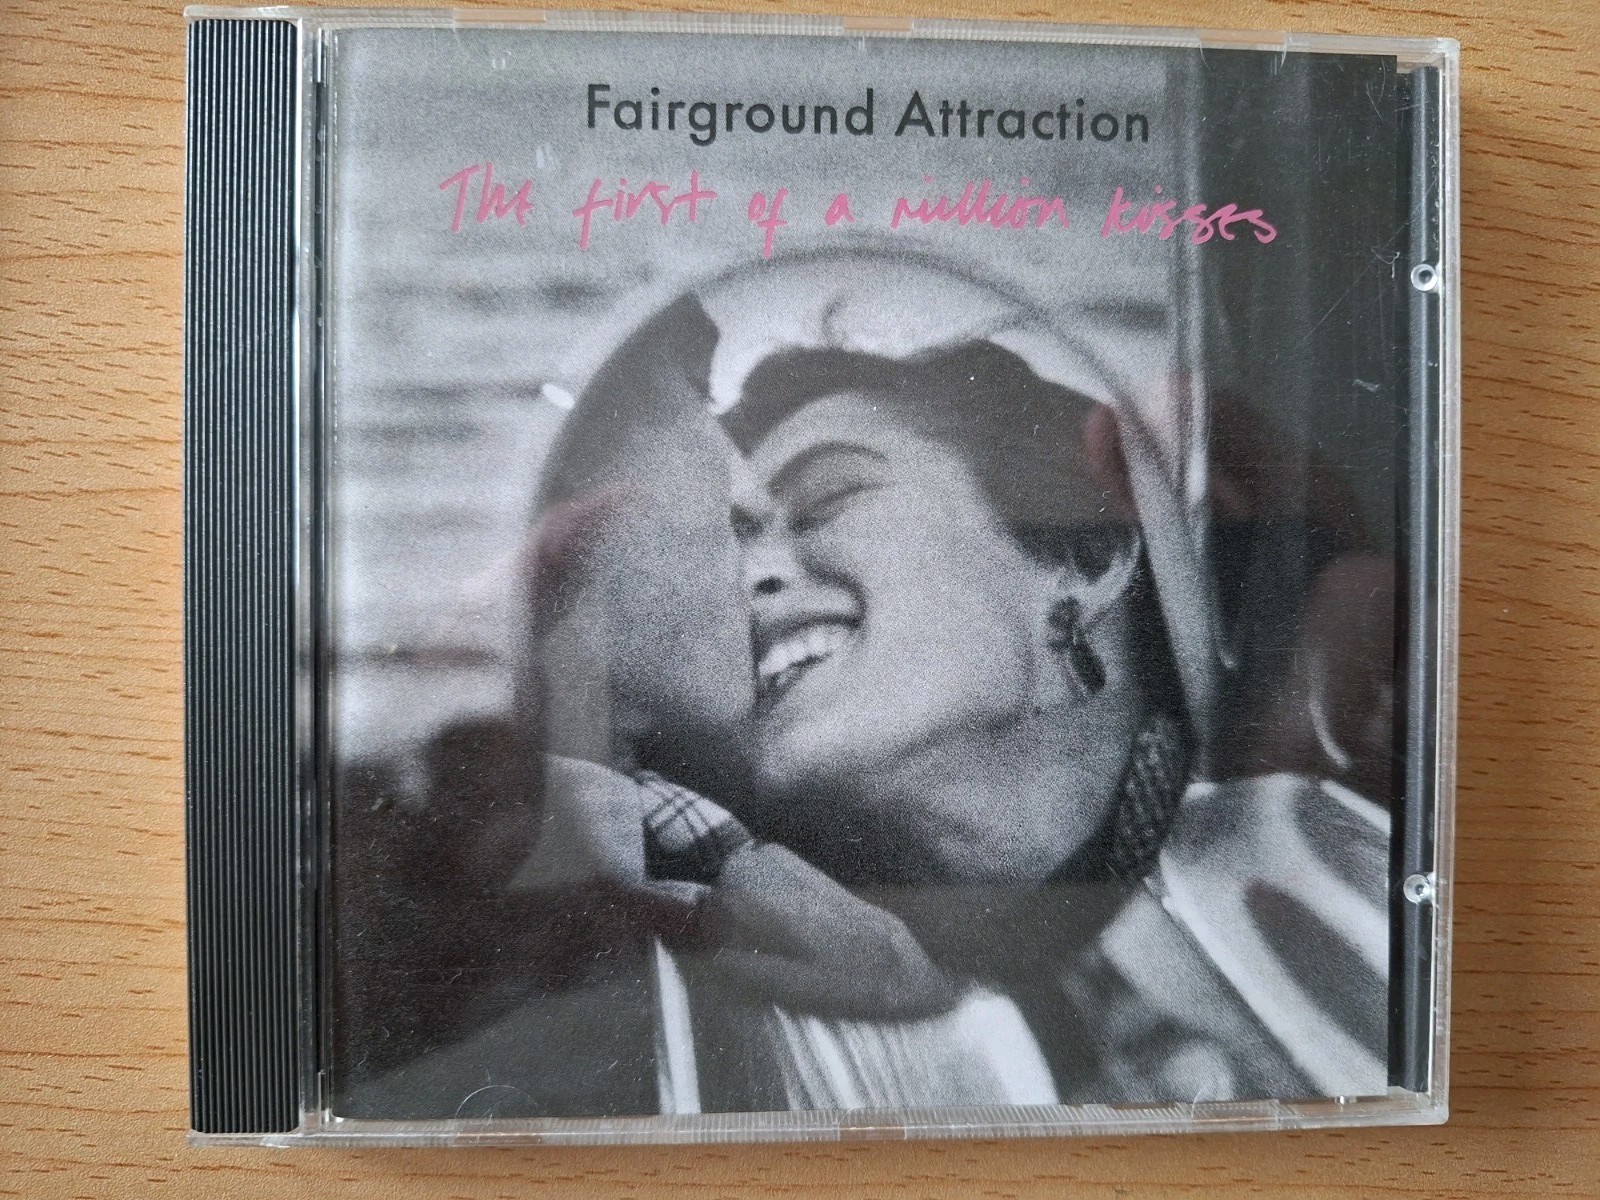 Fairground Attraction
The first of a million kisses